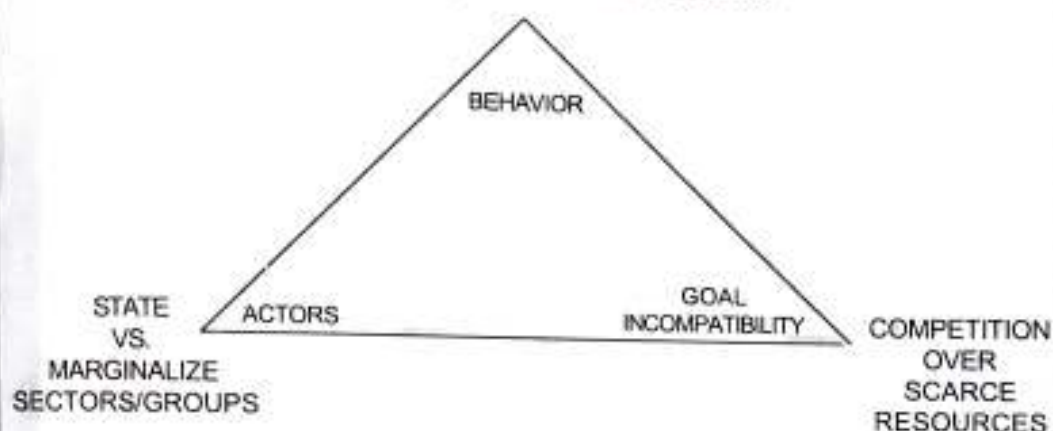 BEHAVIOR
ACTORS
GOAL
INCOMPATIBILITY
STATE
VS.
MARGINALIZE
SECTORS/GROUPS
COMPETITION
OVER
SCARCE
RESOURCES